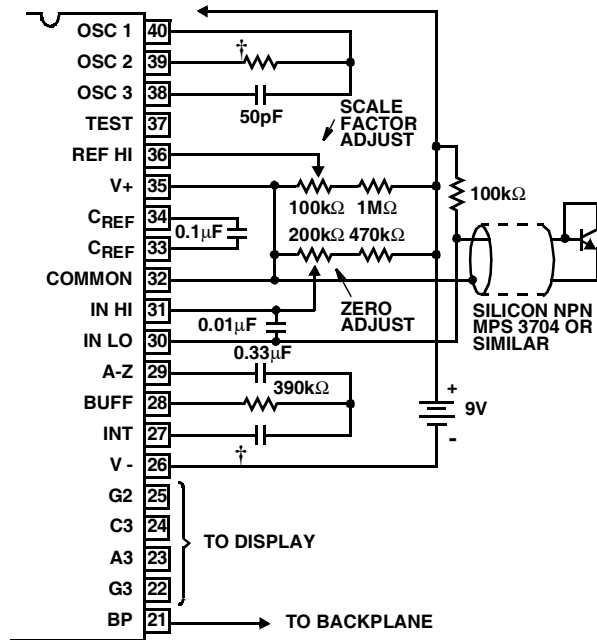 OSC 1 40
OSC 2 39 †
OSC 3 38
50pF
TEST 37
SCALE
FACTOR
ADJUST
REF HI 36
V+ 35
100kΩ 1MΩ
100kΩ
CREF 34
0.1μF
CREF 33
200kΩ 470kΩ
COMMON 32
IN HI 31
0.01μF
ZERO
ADJUST
SILICON NPN
MPS 3704 OR
SIMILAR
IN LO 30
0.33μF
A-Z 29
390kΩ
BUFF 28
+
9V
-
INT 27
†
V - 26
G2 25
C3 24
TO DISPLAY
A3 23
G3 22
BP 21
TO BACKPLANE